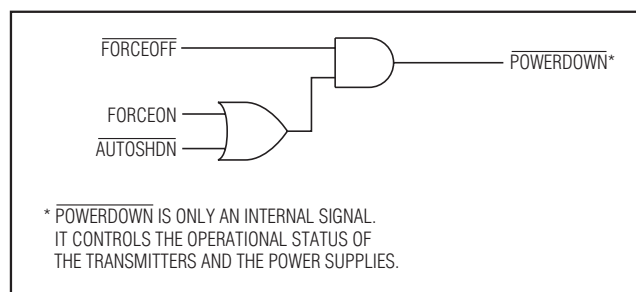 FORCEOFF
POWERDOWN*
FORCEON
AUTOSHDN
* POWERDOWN IS ONLY AN INTERNAL SIGNAL.
IT CONTROLS THE OPERATIONAL STATUS OF
THE TRANSMITTERS AND THE POWER SUPPLIES.